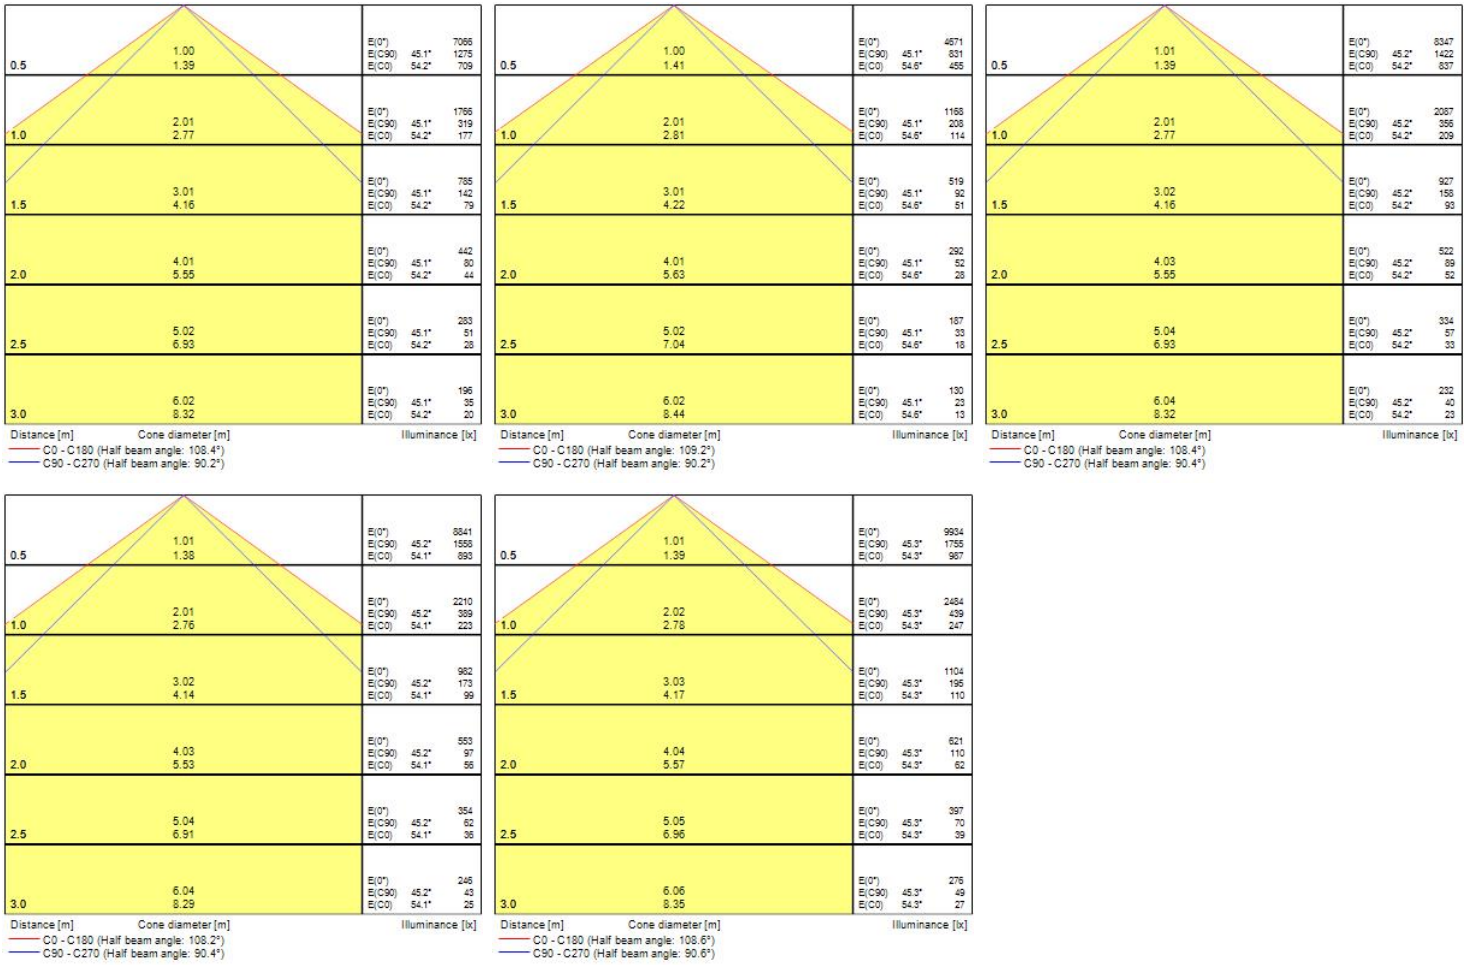 E(0°) 7066
1.00 E(C90) 45.1° 1275
0.5 1.39 E(C0) 54.2° 709
E(0°) 1766
2.01 E(C90) 45.1° 319
1.0 2.77 E(C0) 54.2° 177
E(0°) 785
3.01 E(C90) 45.1° 142
1.5 4.16 E(C0) 54.2° 79
E(0°) 442
4.01 E(C90) 45.1° 80
2.0 5.55 E(C0) 54.2° 44
E(0°) 283
5.02 E(C90) 45.1° 51
2.5 6.93 E(C0) 54.2° 28
E(0°) 196
6.02 E(C90) 45.1° 35
3.0 8.32 E(C0) 54.2° 20
Distance [m] Cone diameter [m] Illuminance [lx]
C0 - C180 (Half beam angle: 108.4°)
C90 - C270 (Half beam angle: 90.2°)
E(0°) 4671
1.00 E(C90) 45.1° 831
0.5 1.41 E(C0) 54.6° 455
E(0°) 1168
2.01 E(C90) 45.1° 208
1.0 2.81 E(C0) 54.6° 114
E(0°) 519
3.01 E(C90) 45.1° 92
1.5 4.22 E(C0) 54.6° 51
E(0°) 292
4.01 E(C90) 45.1° 52
2.0 5.63 E(C0) 54.6° 28
E(0°) 187
5.02 E(C90) 45.1° 33
2.5 7.04 E(C0) 54.6° 18
E(0°) 130
6.02 E(C90) 45.1° 23
3.0 8.44 E(C0) 54.6° 13
Distance [m] Cone diameter [m] Illuminance [lx]
C0 - C180 (Half beam angle: 109.2°)
C90 - C270 (Half beam angle: 90.2°)
E(0°) 8347
1.01 E(C90) 45.2° 1422
0.5 1.39 E(C0) 54.2° 837
E(0°) 2087
2.01 E(C90) 45.2° 356
1.0 2.77 E(C0) 54.2° 209
E(0°) 927
3.02 E(C90) 45.2° 158
1.5 4.16 E(C0) 54.2° 93
E(0°) 522
4.03 E(C90) 45.2° 89
2.0 5.55 E(C0) 54.2° 52
E(0°) 334
5.04 E(C90) 45.2° 57
2.5 6.93 E(C0) 54.2° 33
E(0°) 232
6.04 E(C90) 45.2° 40
3.0 8.32 E(C0) 54.2° 23
Distance [m] Cone diameter [m] Illuminance [lx]
C0 - C180 (Half beam angle: 108.4°)
C90 - C270 (Half beam angle: 90.4°)
E(0°) 8841
1.01 E(C90) 45.2° 1558
0.5 1.38 E(C0) 54.1° 893
E(0°) 2210
2.01 E(C90) 45.2° 389
1.0 2.76 E(C0) 54.1° 223
E(0°) 982
3.02 E(C90) 45.2° 173
1.5 4.14 E(C0) 54.1° 99
E(0°) 553
4.03 E(C90) 45.2° 97
2.0 5.53 E(C0) 54.1° 56
E(0°) 354
5.04 E(C90) 45.2° 62
2.5 6.91 E(C0) 54.1° 36
E(0°) 246
6.04 E(C90) 45.2° 43
3.0 8.29 E(C0) 54.1° 25
Distance [m] Cone diameter [m] Illuminance [lx]
C0 - C180 (Half beam angle: 108.2°)
C90 - C270 (Half beam angle: 90.4°)
E(0°) 9934
1.01 E(C90) 45.3° 1755
0.5 1.39 E(C0) 54.3° 987
E(0°) 2484
2.02 E(C90) 45.3° 439
1.0 2.78 E(C0) 54.3° 247
E(0°) 1104
3.03 E(C90) 45.3° 195
1.5 4.17 E(C0) 54.3° 110
E(0°) 621
4.04 E(C90) 45.3° 110
2.0 5.57 E(C0) 54.3° 62
E(0°) 397
5.05 E(C90) 45.3° 70
2.5 6.96 E(C0) 54.3° 39
E(0°) 276
6.06 E(C90) 45.3° 49
3.0 8.35 E(C0) 54.3° 27
Distance [m] Cone diameter [m] Illuminance [lx]
C0 - C180 (Half beam angle: 108.6°)
C90 - C270 (Half beam angle: 90.6°)